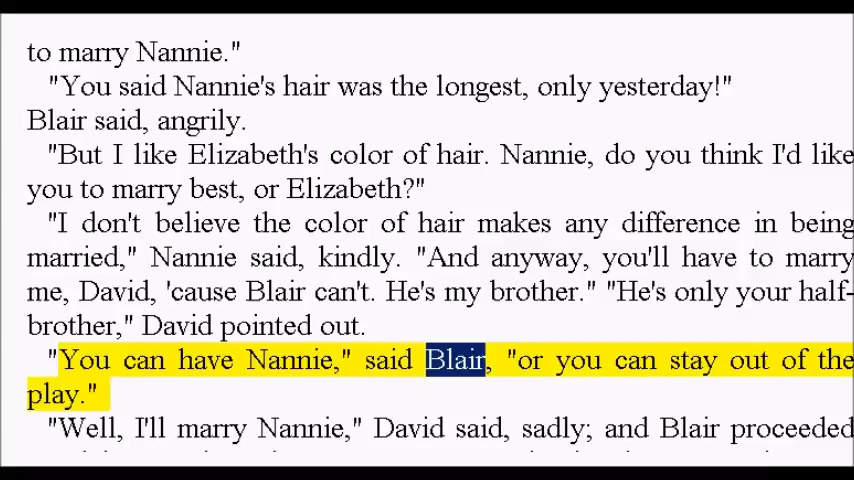 to marry Nannie."
"You said Nannie's hair was the longest, only yesterday!"
Blair said, angrily.
"But I like Elizabeth's color of hair. Nannie, do you think I'd like
you to marry best, or Elizabeth?"
"I don't believe the color of hair makes any difference in being
married," Nannie said, kindly. "And anyway, you'll have to marry
me, David, 'cause Blair can't. He's my brother." "He's only your half-
brother," David pointed out.
"You can have Nannie," said Blair, "or you can stay out of the
play."
"Well, I'll marry Nannie," David said, sadly; and Blair proceeded